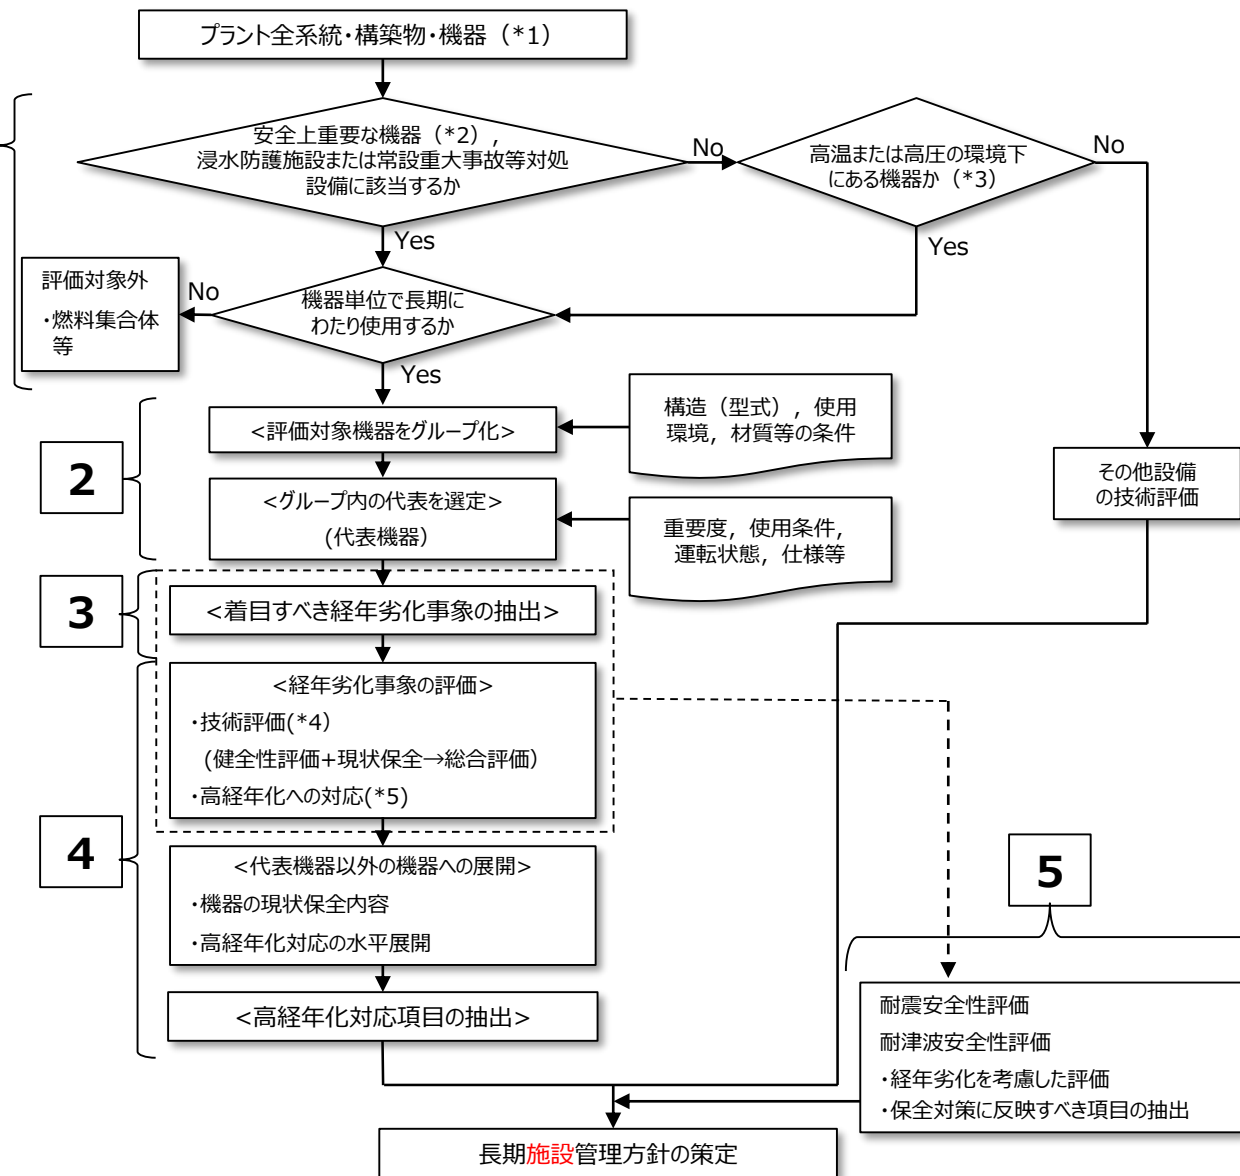 プラント全系統・構築物・機器（*1）
安全上重要な機器（*2），
浸水防護施設または常設重大事故等対処
設備に該当するか
No
高温または高圧の環境下
にある機器か（*3）
No
Yes
Yes
評価対象外
・燃料集合体
等
No
機器単位で長期に
わたり使用するか
Yes
2
<評価対象機器をグループ化>
構造（型式），使用
環境，材質等の条件
<グループ内の代表を選定>
(代表機器）
重要度，使用条件，
運転状態，仕様等
その他設備
の技術評価
3
<着目すべき経年劣化事象の抽出>
4
<経年劣化事象の評価>
・技術評価(*4）
(健全性評価+現状保全→総合評価）
・高経年化への対応(*5)
<代表機器以外の機器への展開>
・機器の現状保全内容
・高経年化対応の水平展開
<高経年化対応項目の抽出>
5
耐震安全性評価
耐津波安全性評価
・経年劣化を考慮した評価
・保全対策に反映すべき項目の抽出
長期施設管理方針の策定